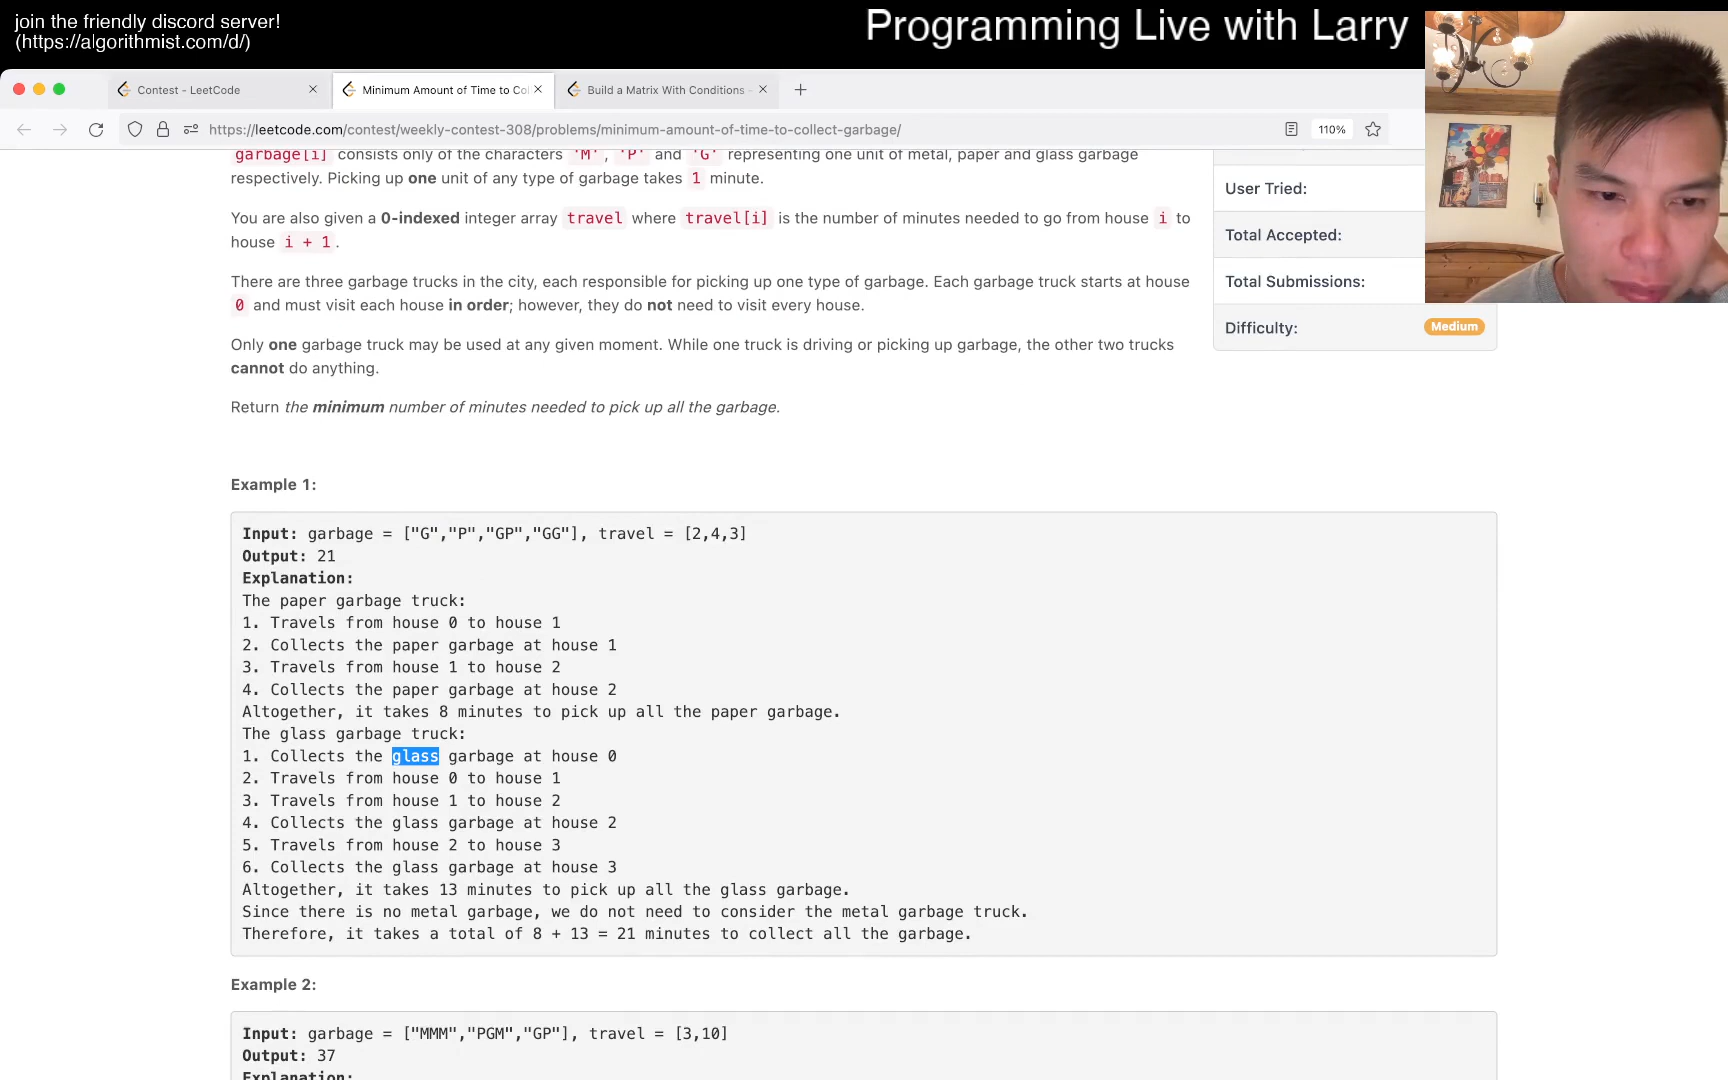 join the friendly discord server!
(https://algorithmist.com/d/)
Programming Live with Larry
Contest - LeetCode
Minimum Amount of Time to Co
Build a Matrix With Conditions -
https://leetcode.com/contest/weekly-contest-308/problems/minimum-amount-of-time-to-collect-garbage/
110%
garbage[i] consists only of the characters 'M', 'P' and 'G' representing one unit of metal, paper and glass garbage
respectively. Picking up one unit of any type of garbage takes 1 minute.
You are also given a 0-indexed integer array travel where travel[i] is the number of minutes needed to go from house i to
house i + 1.
There are three garbage trucks in the city, each responsible for picking up one type of garbage. Each garbage truck starts at house
0 and must visit each house in order; however, they do not need to visit every house.
Only one garbage truck may be used at any given moment. While one truck is driving or picking up garbage, the other two trucks
cannot do anything.
Return the minimum number of minutes needed to pick up all the garbage.
User Tried:
Total Accepted:
Total Submissions:
Difficulty:
Medium
Example 1:
Input: garbage = ["G","P","GP","GG"], travel = [2,4,3]
Output: 21
Explanation:
The paper garbage truck:
1. Travels from house 0 to house 1
2. Collects the paper garbage at house 1
3. Travels from house 1 to house 2
4. Collects the paper garbage at house 2
Altogether, it takes 8 minutes to pick up all the paper garbage.
The glass garbage truck:
1. Collects the glass garbage at house 0
2. Travels from house 0 to house 1
3. Travels from house 1 to house 2
4. Collects the glass garbage at house 2
5. Travels from house 2 to house 3
6. Collects the glass garbage at house 3
Altogether, it takes 13 minutes to pick up all the glass garbage.
Since there is no metal garbage, we do not need to consider the metal garbage truck.
Therefore, it takes a total of 8 + 13 = 21 minutes to collect all the garbage.
Example 2:
Input: garbage = ["MMM","PGM","GP"], travel = [3,10]
Output: 37
Explanation: